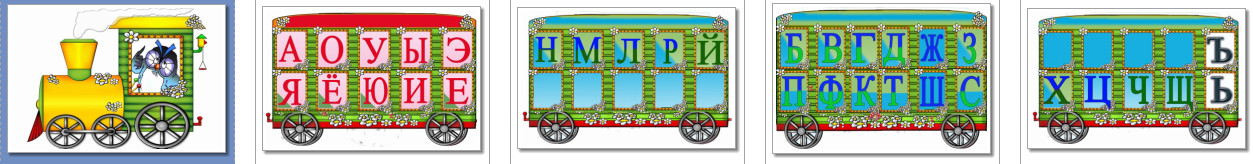 А О У Ы Э
Я Ё Ю И Е
Н М Л Р Й
Б В Г Д Ж З
П Ф К Т Ш С
Ъ
Х Ц Ч Щ Ь